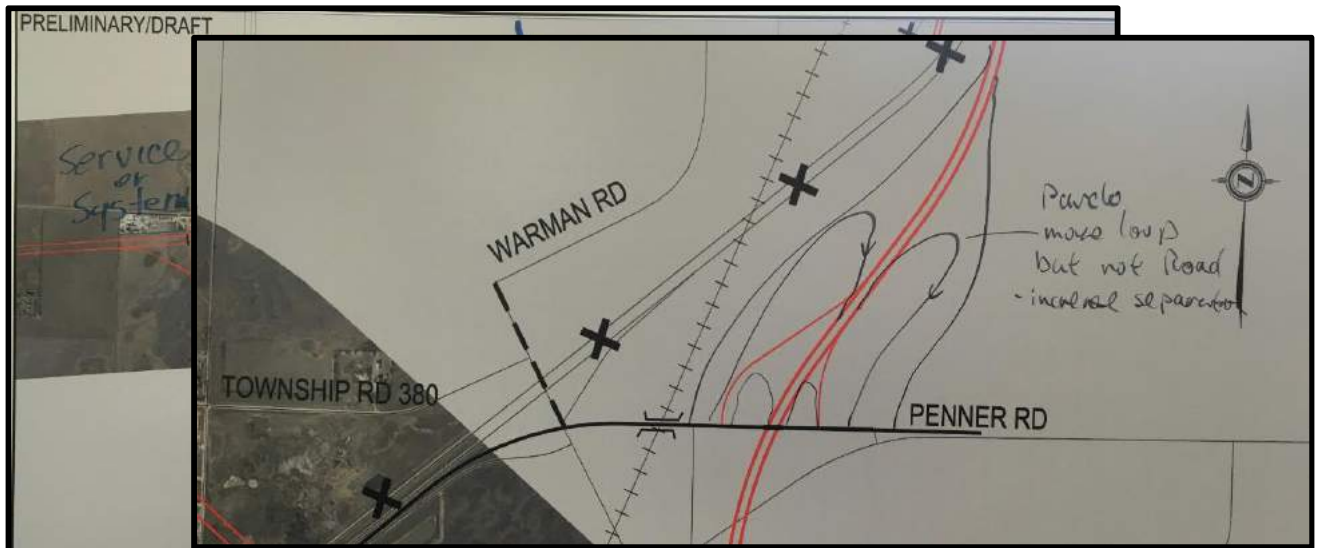 PRELIMINARY/DRAFT
Service
or
System
WARMAN RD
TOWNSHIP RD 380
PENNER RD
Parclo
move loop
but not Road
- increase separation